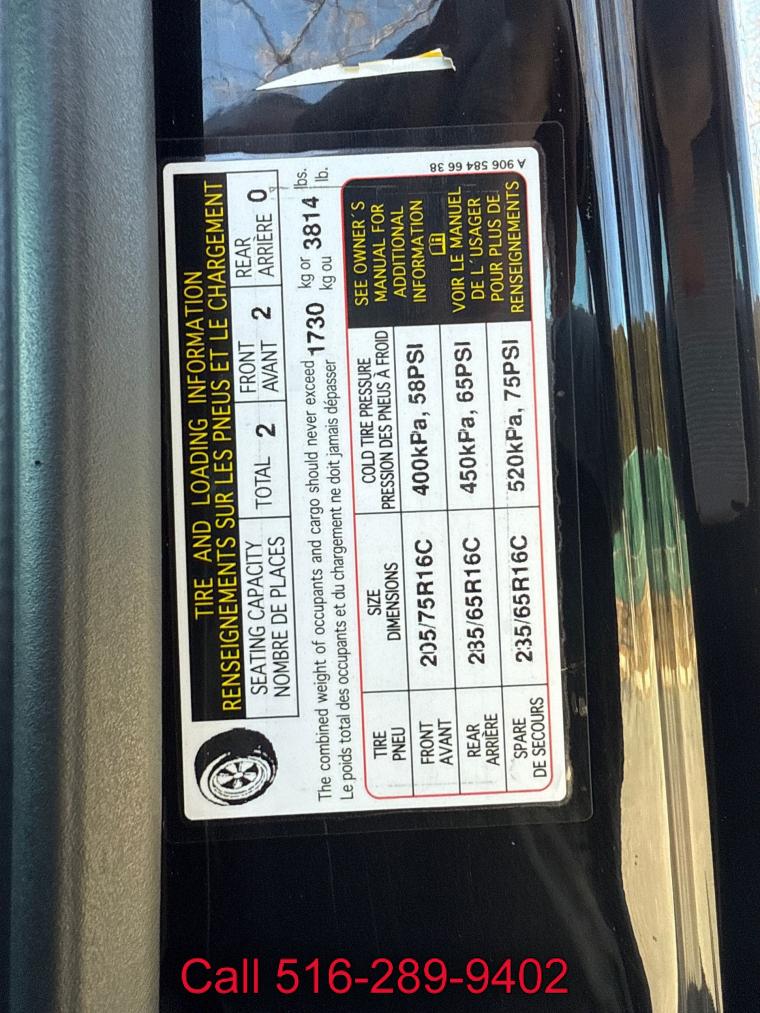 TIRE AND LOADING INFORMATION
RENSEIGNEMENTS SUR LES PNEUS ET LE CHARGEMENT
SEATING CAPACITY
NOMBRE DE PLACES
TOTAL 2
FRONT
AVANT 2
REAR
ARRIÈRE 0
The combined weight of occupants and cargo should never exceed 1730 kg or 3814 lbs.
Le poids total des occupants et du chargement ne doit jamais dépasser kg ou lb.
TIRE
PNEU
SIZE
DIMENSIONS
COLD TIRE PRESSURE
PRESSION DES PNEUS À FROID
FRONT
AVANT
205/75R16C
400kPa, 58PSI
REAR
ARRIÈRE
235/65R16C
450kPa, 65PSI
SPARE
DE SECOURS
235/65R16C
520kPa, 75PSI
SEE OWNER´S
MANUAL FOR
ADDITIONAL
INFORMATION
VOIR LE MANUEL
DE L´USAGER
POUR PLUS DE
RENSEIGNEMENTS
A 906 584 66 38
Call 516-289-9402